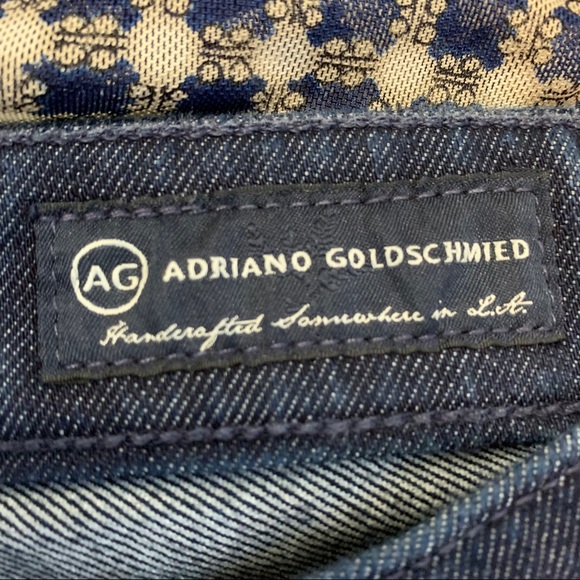 AG ADRIANO GOLDSCHMIED
Handcrafted Somewhere in L.A.